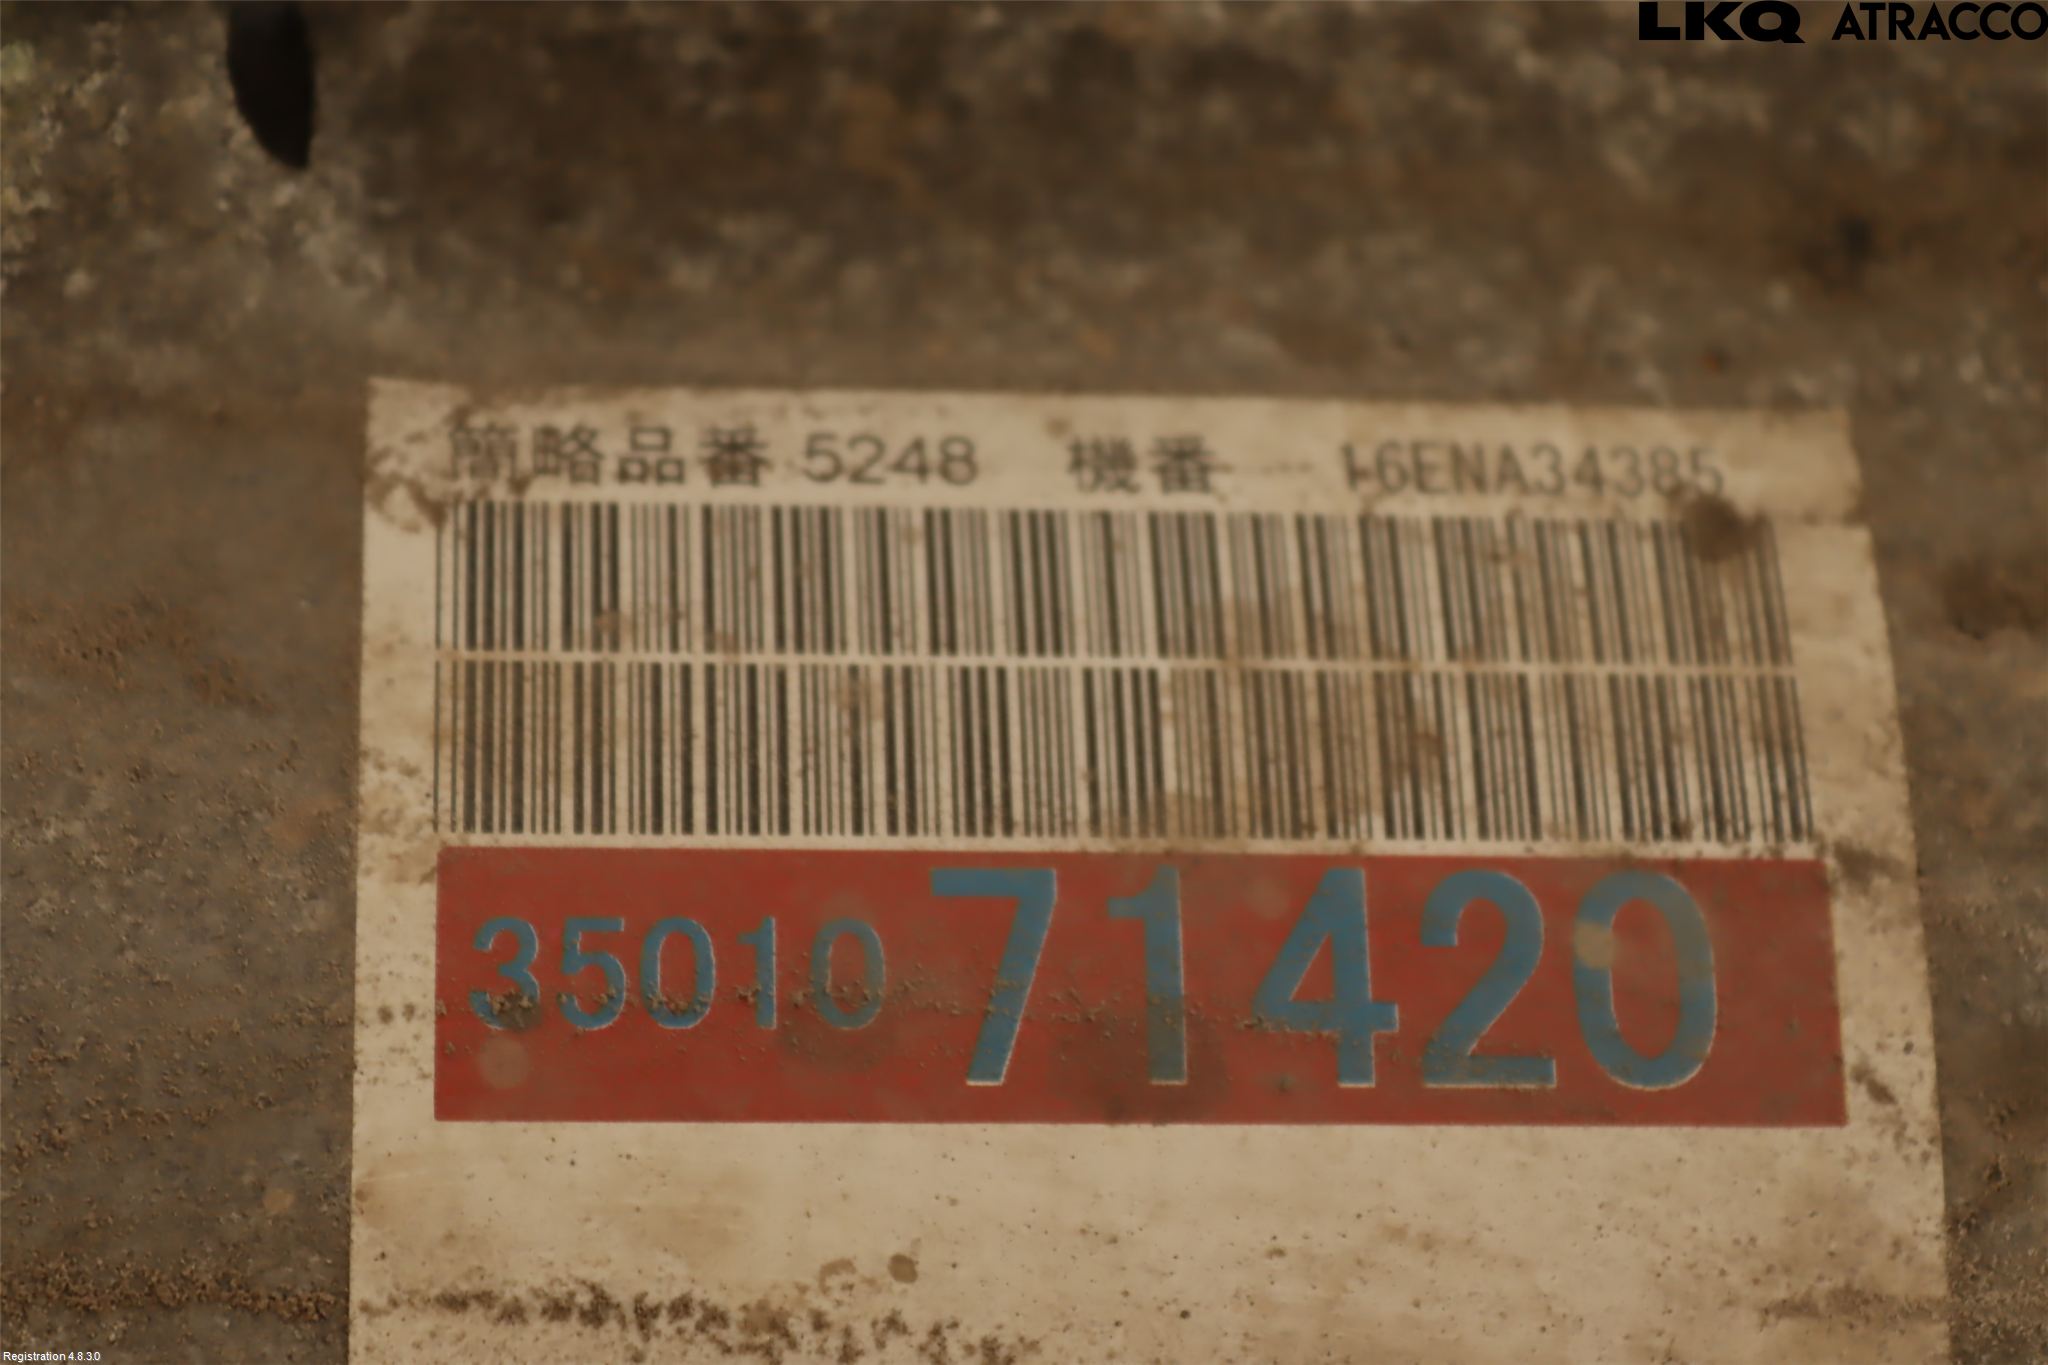 LKQ ATRACCO
簡略品番 5248 機番 16ENA34385
35010 71420
Registration 4.8.3.0